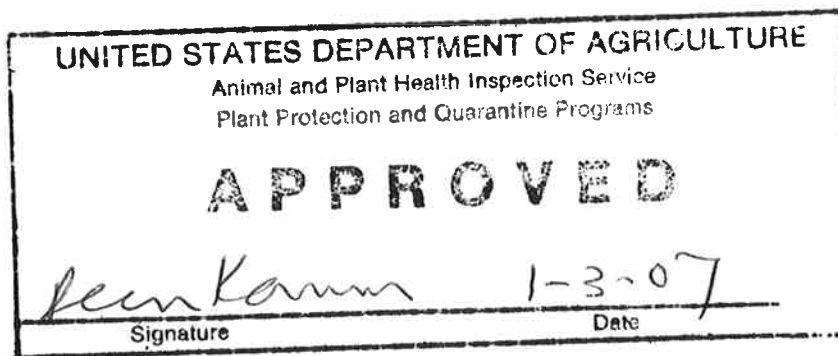 UNITED STATES DEPARTMENT OF AGRICULTURE
Animal and Plant Health Inspection Service
Plant Protection and Quarantine Programs
APPROVED
1-3-07
Signature Date